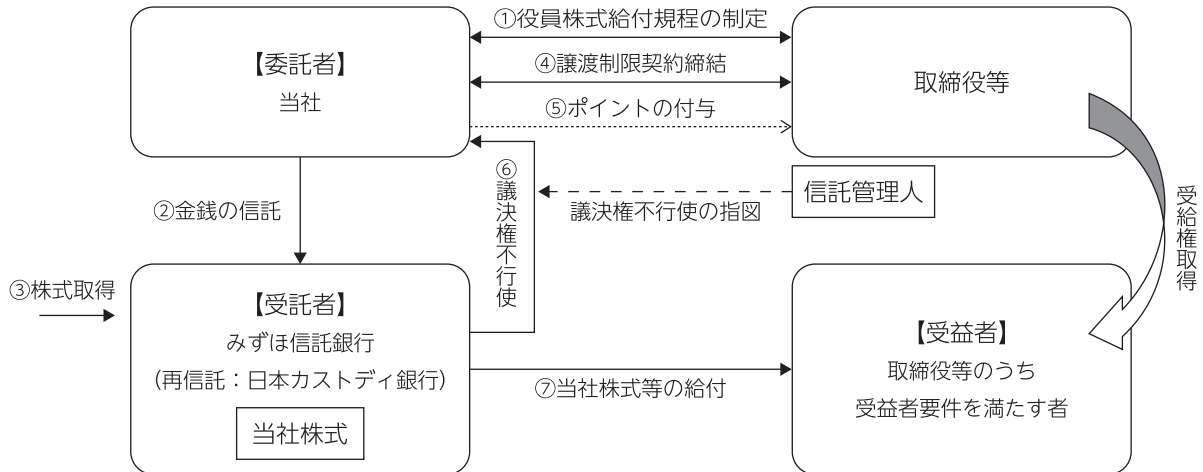 ①役員株式給付規程の制定
【委託者】
当社
④譲渡制限契約締結
取締役等
⑤ポイントの付与
⑥議決権不行使
信託管理人
議決権不行使の指図
②金銭の信託
受給権取得
③株式取得
【受託者】
みずほ信託銀行
(再信託：日本カストディ銀行)
当社株式
⑦当社株式等の給付
【受益者】
取締役等のうち
受益者要件を満たす者